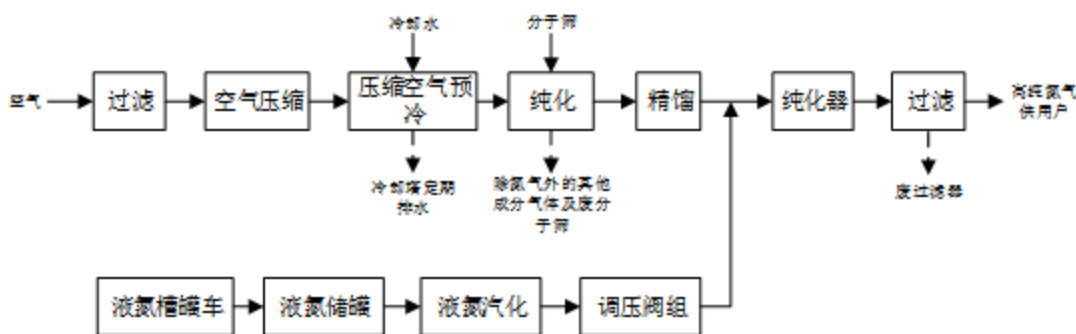 冷却水
分子筛
空气
过滤
空气压缩
压缩空气预
冷
纯化
精馏
纯化器
过滤
高纯氮气
供用户
冷却塔定期
排水
除氮气外的其他
成分气体及废分
子筛
废过滤器
液氮槽罐车
液氮储罐
液氮汽化
调压阀组